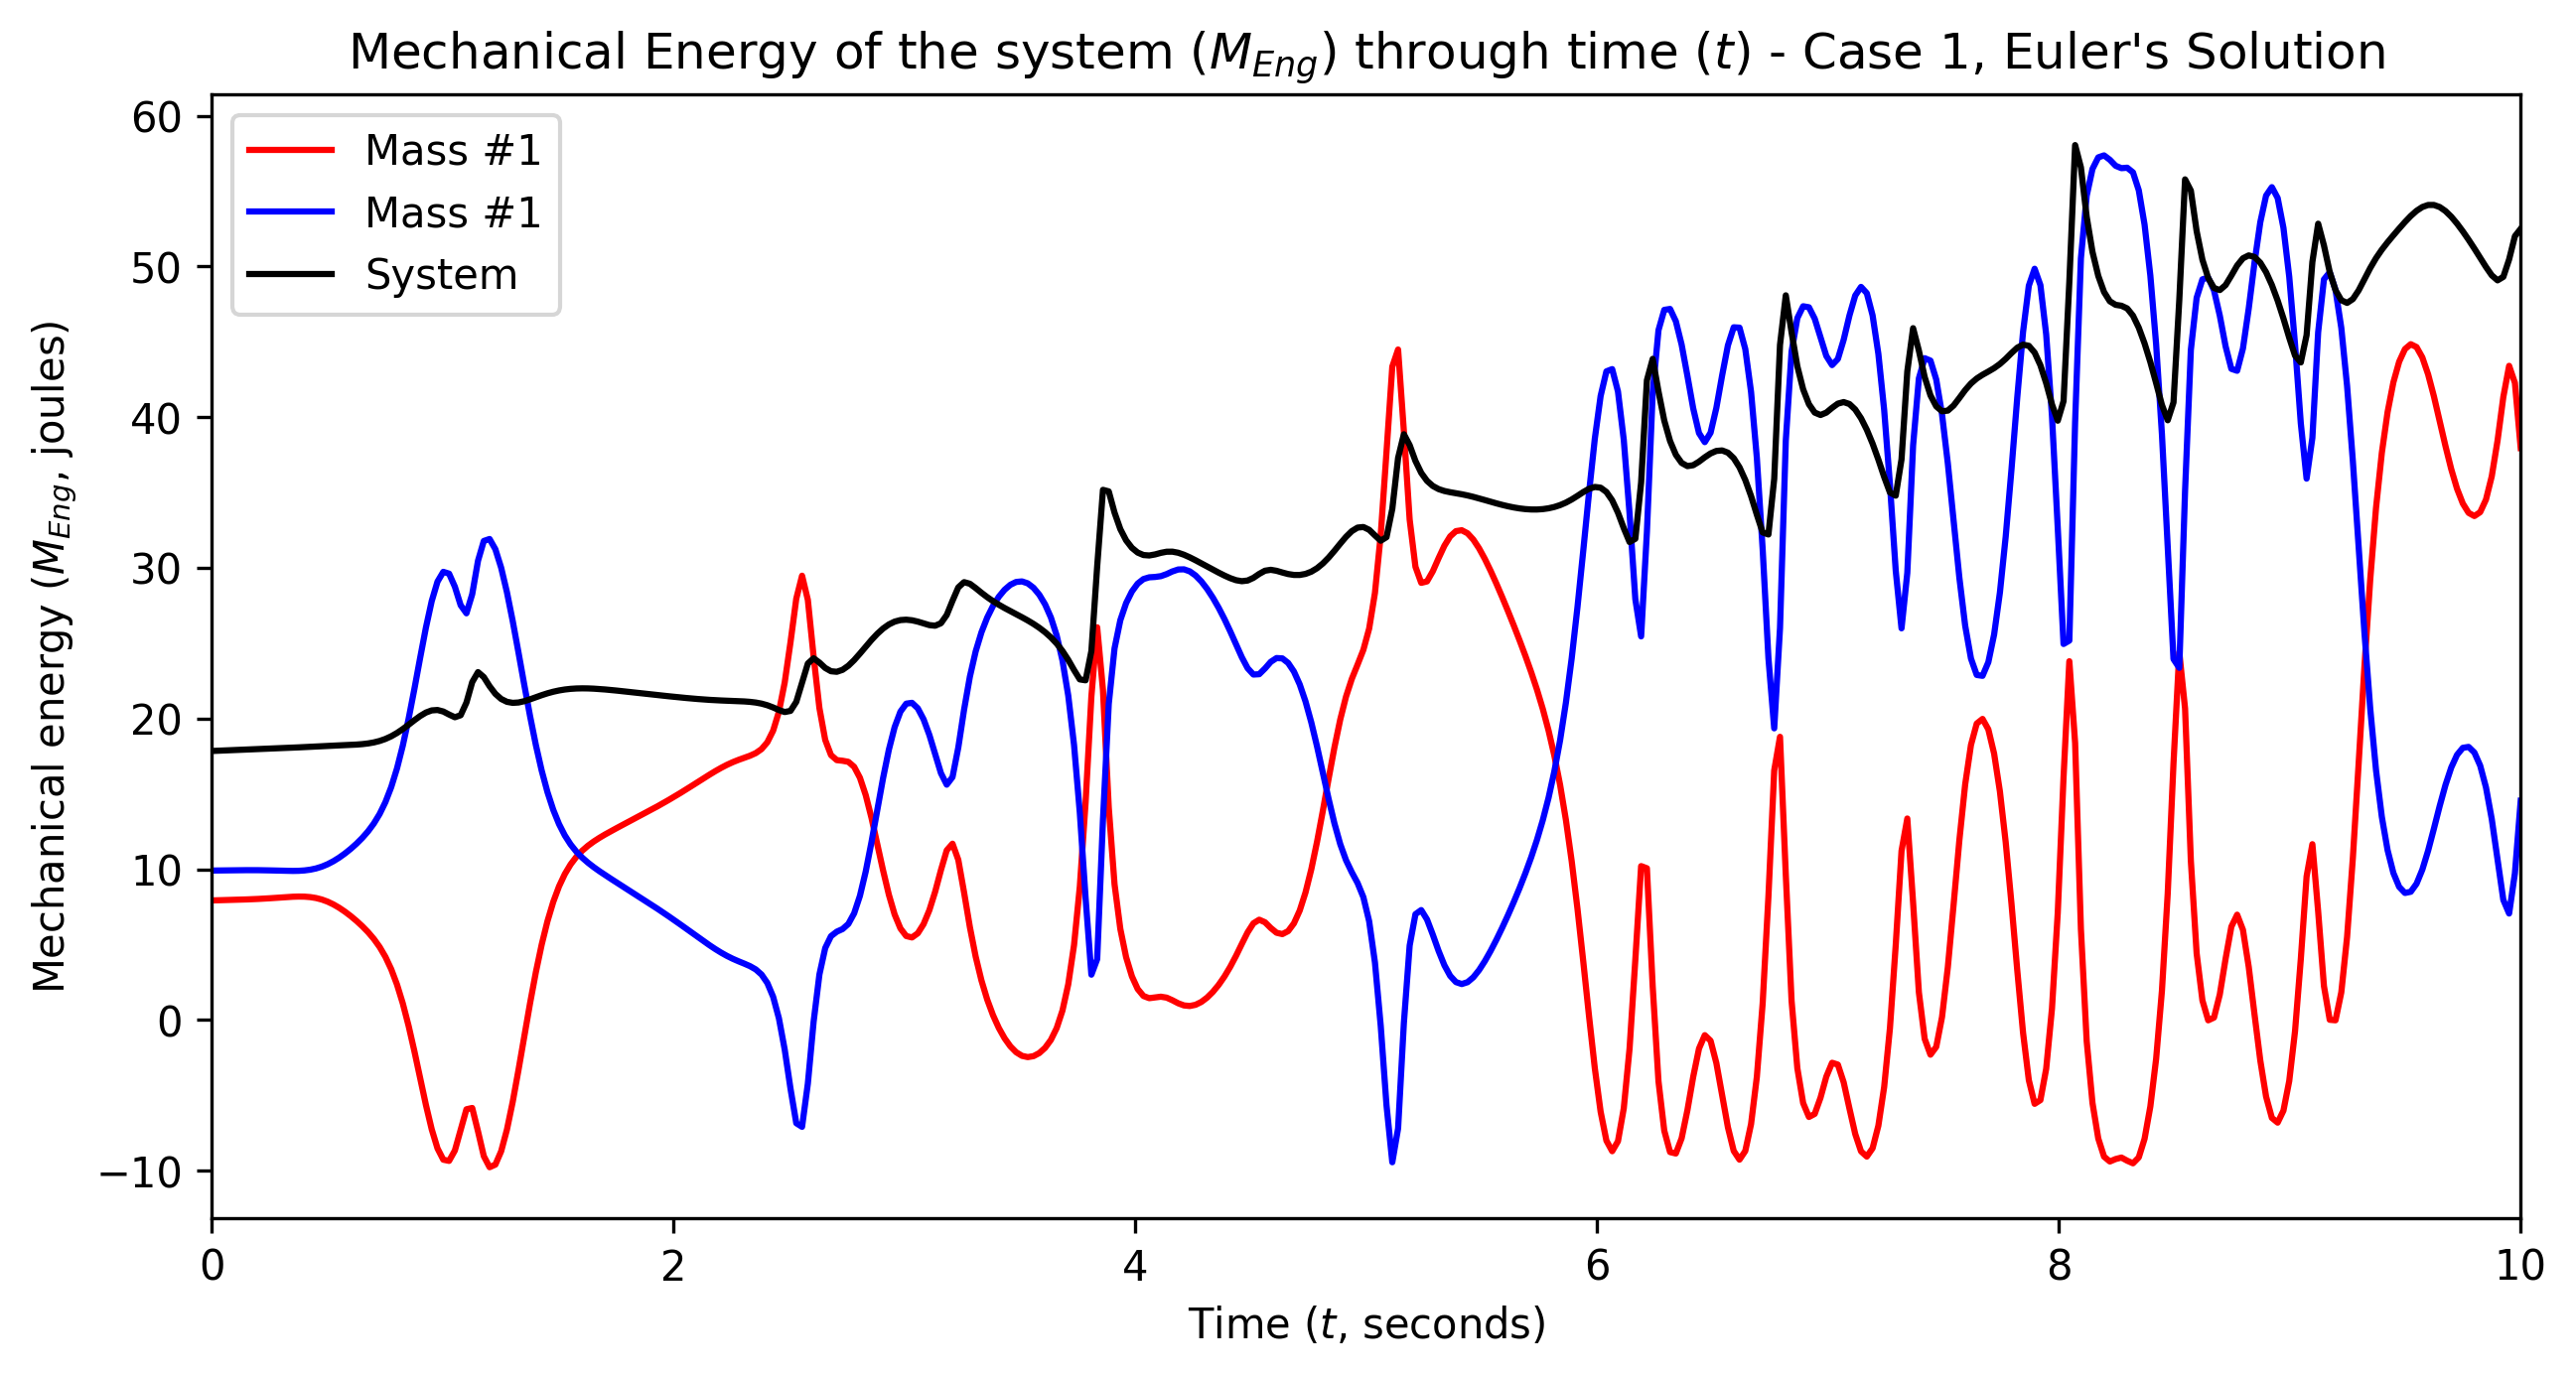 Mechanical Energy of the system (M_Eng) through time (t) - Case 1, Euler's Solution
60
50
40
30
20
10
0
−10
Mechanical energy (M_Eng, joules)
Mass #1
Mass #1
System
0 2 4 6 8 10
Time (t, seconds)